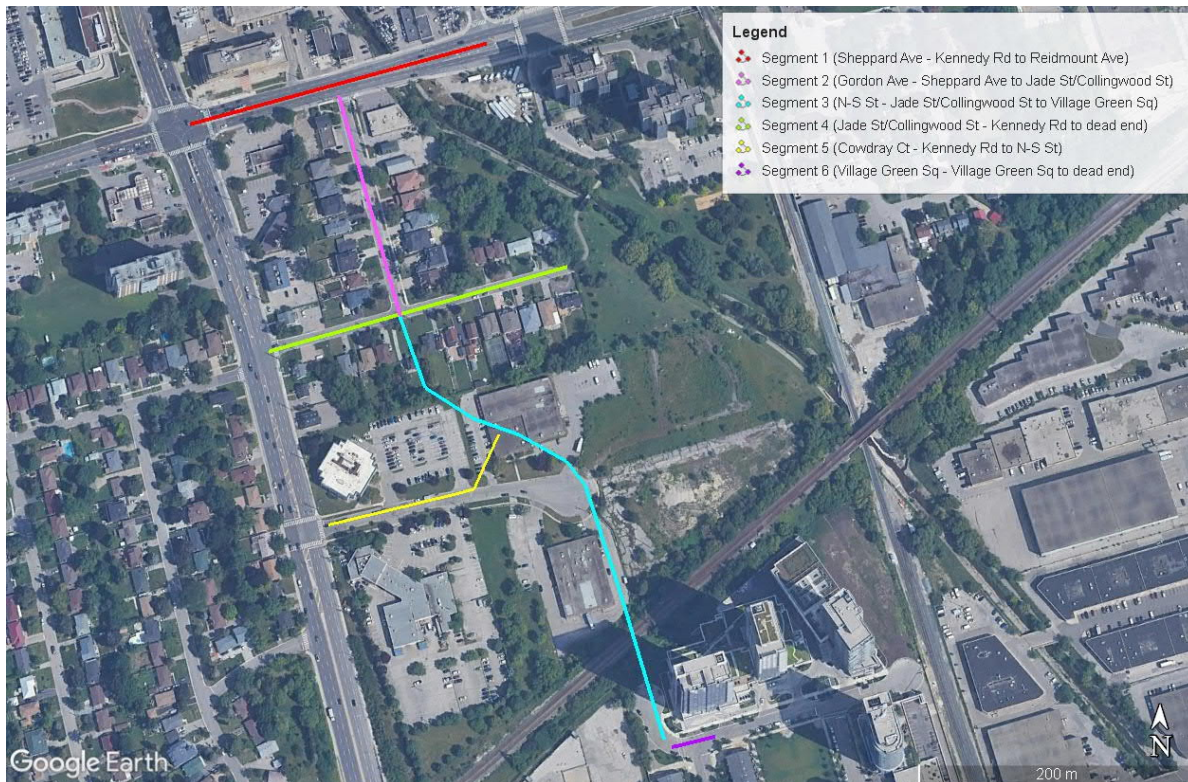 Legend
Segment 1 (Sheppard Ave - Kennedy Rd to Reidmount Ave)
Segment 2 (Gordon Ave - Sheppard Ave to Jade St/Collingwood St)
Segment 3 (N-S St - Jade St/Collingwood St to Village Green Sq)
Segment 4 (Jade St/Collingwood St - Kennedy Rd to dead end)
Segment 5 (Cowdray Ct - Kennedy Rd to N-S St)
Segment 6 (Village Green Sq - Village Green Sq to dead end)
N
Google Earth
200 m